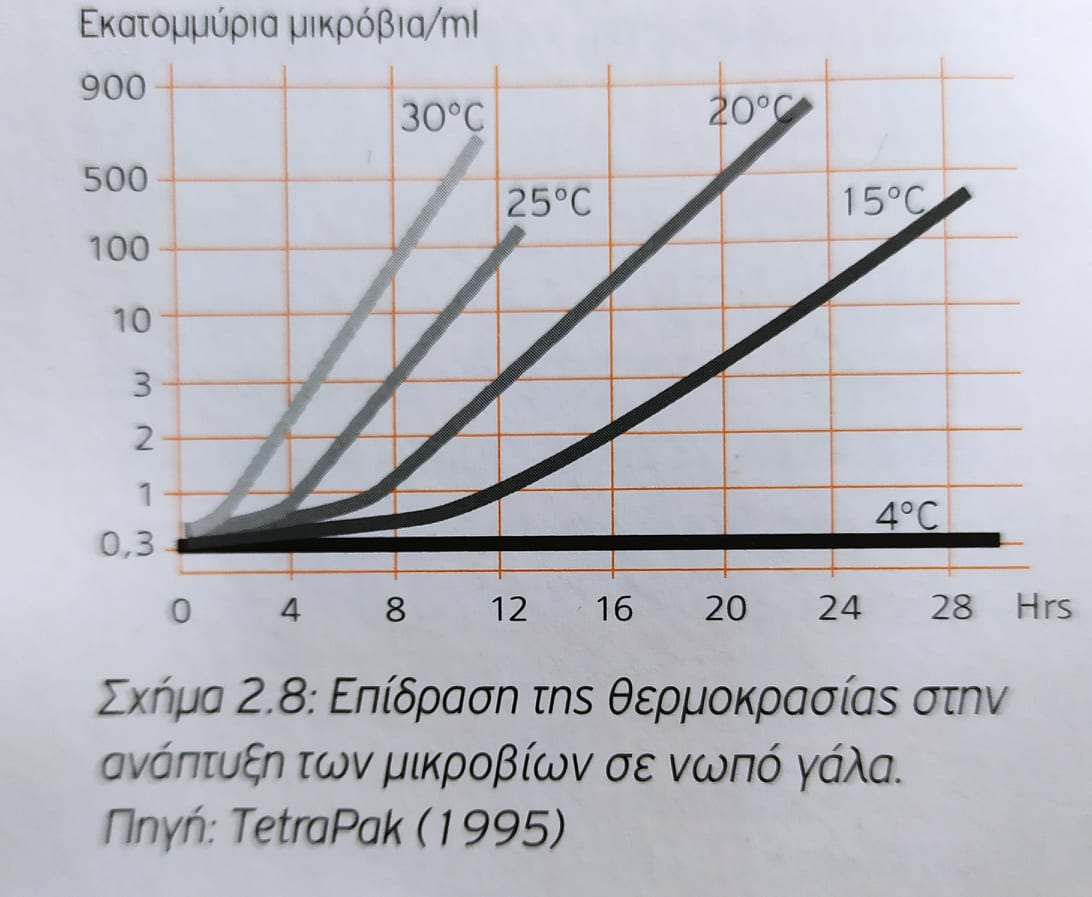 Εκατομμύρια μικρόβια/ml
900
30°C
20°C
500
25°C
15°C
100
10
3
2
1
4°C
0,3
0 4 8 12 16 20 24 28 Hrs
Σχήμα 2.8: Επίδραση της θερμοκρασίας στην
ανάπτυξη των μικροβίων σε νωπό γάλα.
Πηγή: TetraPak (1995)